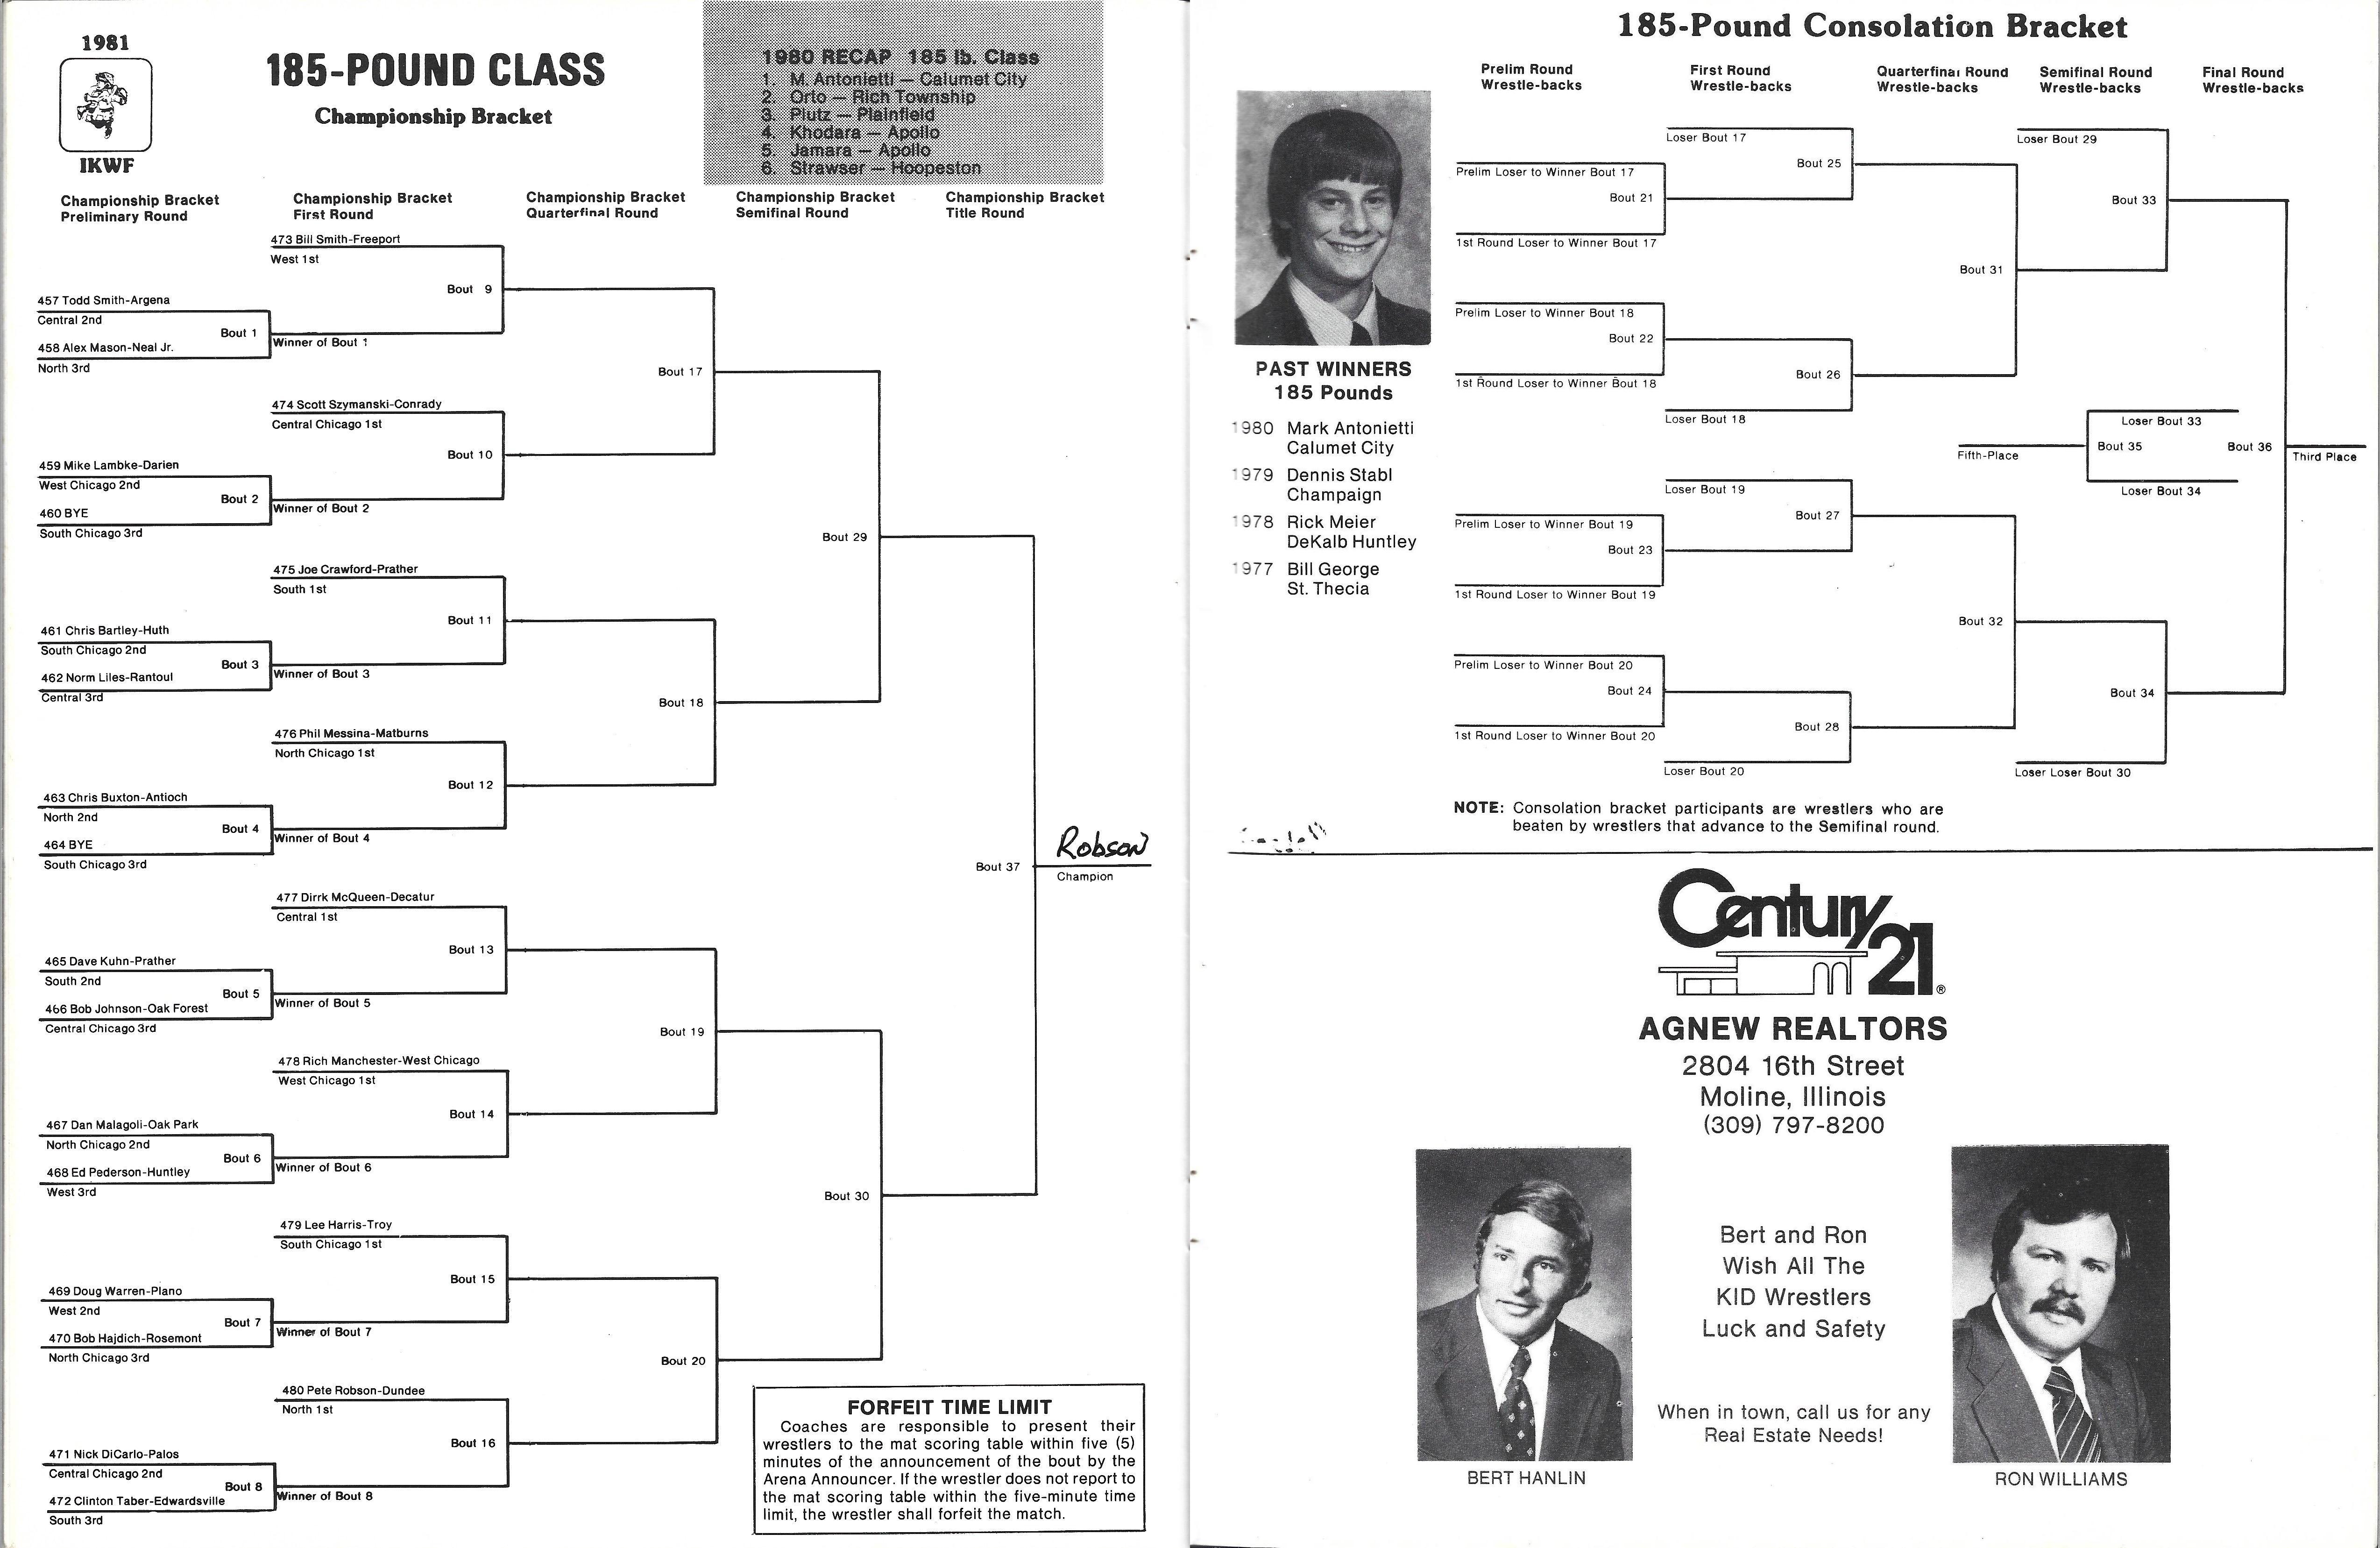 1981
IKWF
185-POUND CLASS
Championship Bracket
1980 RECAP 185 lb. Class
1. M. Antonietti — Calumet City
2. Orto — Rich Township
3. Plutz — Plainfield
4. Khodara — Apollo
5. Jamara — Apollo
6. Strawser — Hoopeston
Championship Bracket
Preliminary Round
Championship Bracket
First Round
Championship Bracket
Quarterfinal Round
Championship Bracket
Semifinal Round
Championship Bracket
Title Round
473 Bill Smith-Freeport
West 1st
Bout 9
457 Todd Smith-Argena
Central 2nd
Bout 1
458 Alex Mason-Neal Jr.
North 3rd
Winner of Bout 1
Bout 17
474 Scott Szymanski-Conrady
Central Chicago 1st
Bout 10
459 Mike Lambke-Darien
West Chicago 2nd
Bout 2
460 BYE
South Chicago 3rd
Winner of Bout 2
Bout 29
475 Joe Crawford-Prather
South 1st
Bout 11
461 Chris Bartley-Huth
South Chicago 2nd
Bout 3
462 Norm Liles-Rantoul
Central 3rd
Winner of Bout 3
Bout 18
476 Phil Messina-Matburns
North Chicago 1st
Bout 12
463 Chris Buxton-Antioch
North 2nd
Bout 4
464 BYE
South Chicago 3rd
Winner of Bout 4
Bout 37
Robson
Champion
477 Dirrk McQueen-Decatur
Central 1st
Bout 13
465 Dave Kuhn-Prather
South 2nd
Bout 5
466 Bob Johnson-Oak Forest
Central Chicago 3rd
Winner of Bout 5
Bout 19
478 Rich Manchester-West Chicago
West Chicago 1st
Bout 14
467 Dan Malagoli-Oak Park
North Chicago 2nd
Bout 6
468 Ed Pederson-Huntley
West 3rd
Winner of Bout 6
Bout 30
479 Lee Harris-Troy
South Chicago 1st
Bout 15
469 Doug Warren-Plano
West 2nd
Bout 7
470 Bob Hajdich-Rosemont
North Chicago 3rd
Winner of Bout 7
Bout 20
480 Pete Robson-Dundee
North 1st
Bout 16
471 Nick DiCarlo-Palos
Central Chicago 2nd
Bout 8
472 Clinton Taber-Edwardsville
South 3rd
Winner of Bout 8
FORFEIT TIME LIMIT
Coaches are responsible to present their
wrestlers to the mat scoring table within five (5)
minutes of the announcement of the bout by the
Arena Announcer. If the wrestler does not report to
the mat scoring table within the five-minute time
limit, the wrestler shall forfeit the match.
185-Pound Consolation Bracket
Prelim Round
Wrestle-backs
First Round
Wrestle-backs
Quarterfinal Round
Wrestle-backs
Semifinal Round
Wrestle-backs
Final Round
Wrestle-backs
Loser Bout 17
Bout 25
Prelim Loser to Winner Bout 17
Bout 21
1st Round Loser to Winner Bout 17
Loser Bout 29
Bout 33
Bout 31
Prelim Loser to Winner Bout 18
Bout 22
1st Round Loser to Winner Bout 18
Bout 26
Loser Bout 18
Loser Bout 33
Fifth-Place
Bout 35
Bout 36
Third Place
Loser Bout 34
Loser Bout 19
Bout 27
Prelim Loser to Winner Bout 19
Bout 23
1st Round Loser to Winner Bout 19
Bout 32
Prelim Loser to Winner Bout 20
Bout 24
1st Round Loser to Winner Bout 20
Bout 28
Loser Bout 20
Bout 34
Loser Loser Bout 30
PAST WINNERS
185 Pounds
1980 Mark Antonietti
Calumet City
1979 Dennis Stabl
Champaign
1978 Rick Meier
DeKalb Huntley
1977 Bill George
St. Thecia
NOTE: Consolation bracket participants are wrestlers who are
beaten by wrestlers that advance to the Semifinal round.
Century 21®
AGNEW REALTORS
2804 16th Street
Moline, Illinois
(309) 797-8200
Bert and Ron
Wish All The
KID Wrestlers
Luck and Safety
When in town, call us for any
Real Estate Needs!
BERT HANLIN
RON WILLIAMS